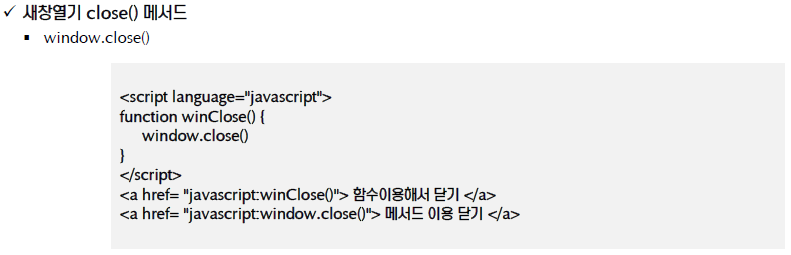 ✓ 새창열기 close() 메서드
▪ window.close()
<script language="javascript">
function winClose() {
window.close()
}
</script>
<a href= "javascript:winClose()"> 함수이용해서 닫기 </a>
<a href= "javascript:window.close()"> 메서드 이용 닫기 </a>